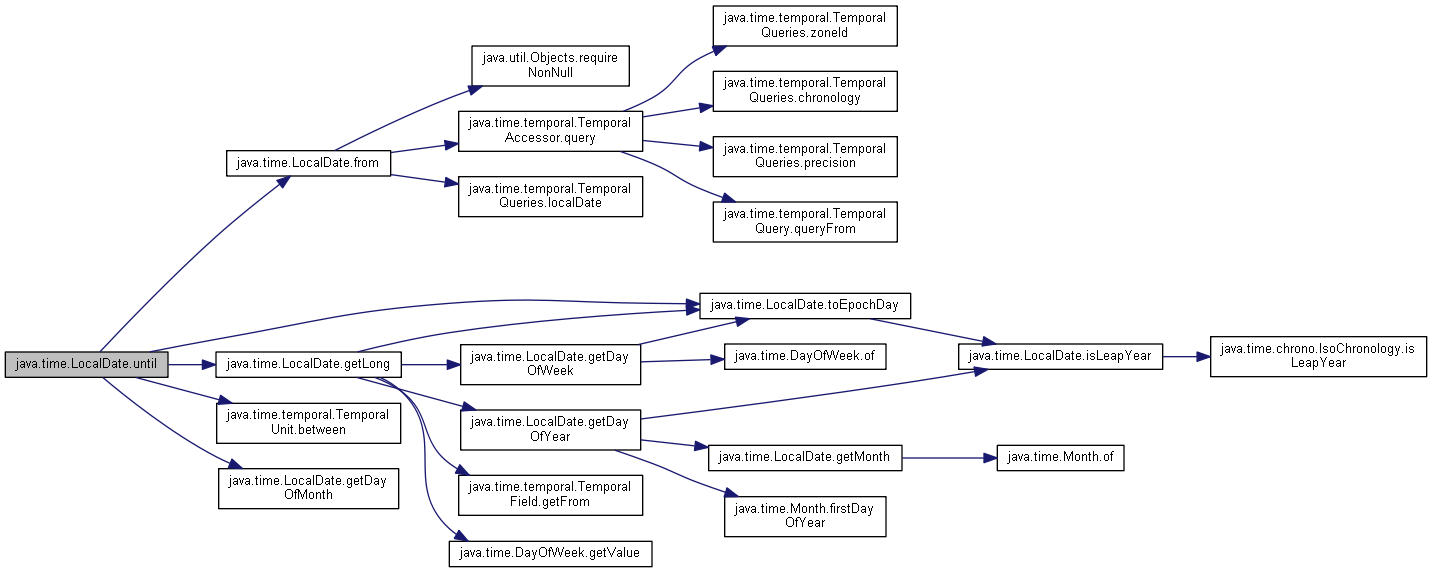 java.time.temporal.Temporal
Queries.zoneId
java.util.Objects.require
NonNull
java.time.temporal.Temporal
Queries.chronology
java.time.temporal.Temporal
Accessor.query
java.time.LocalDate.from
java.time.temporal.Temporal
Queries.precision
java.time.temporal.Temporal
Queries.localDate
java.time.temporal.Temporal
Query.queryFrom
java.time.LocalDate.toEpochDay
java.time.LocalDate.until
java.time.LocalDate.getLong
java.time.LocalDate.getDay
OfWeek
java.time.DayOfWeek.of
java.time.LocalDate.isLeapYear
java.time.chrono.IsoChronology.is
LeapYear
java.time.temporal.Temporal
Unit.between
java.time.LocalDate.getDay
OfYear
java.time.LocalDate.getMonth
java.time.Month.of
java.time.LocalDate.getDay
OfMonth
java.time.temporal.Temporal
Field.getFrom
java.time.Month.firstDay
OfYear
java.time.DayOfWeek.getValue